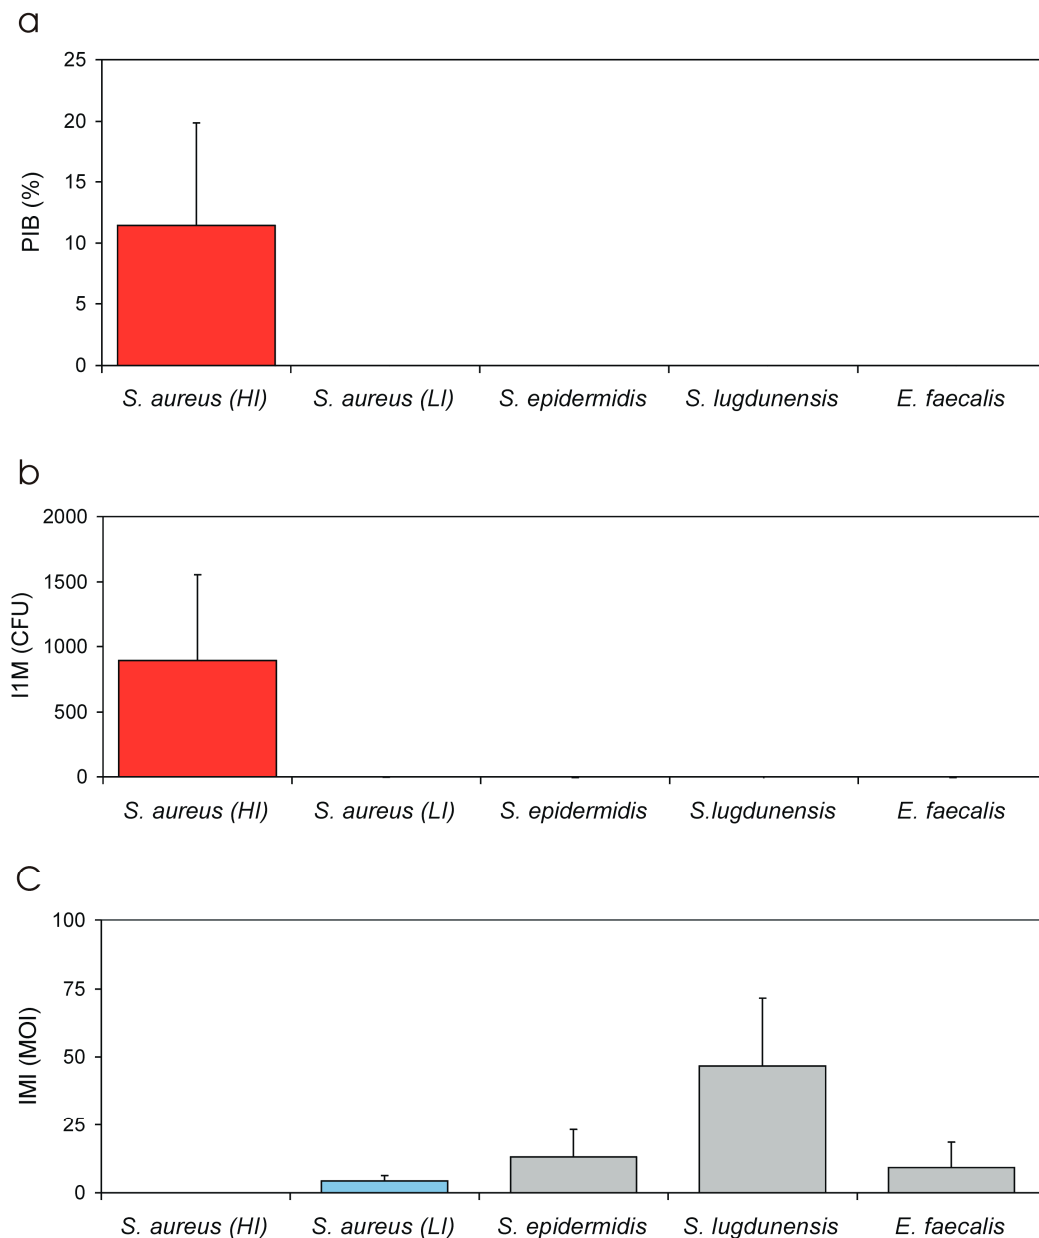 a
25
20
15
10
5
0
PIB (%)
S. aureus (HI) S. aureus (LI) S. epidermidis S. lugdunensis E. faecalis
b
2000
1500
1000
500
0
I1M (CFU)
S. aureus (HI) S. aureus (LI) S. epidermidis S.lugdunensis E. faecalis
C
100
75
50
25
0
IMI (MOI)
S. aureus (HI) S. aureus (LI) S. epidermidis S. lugdunensis E. faecalis